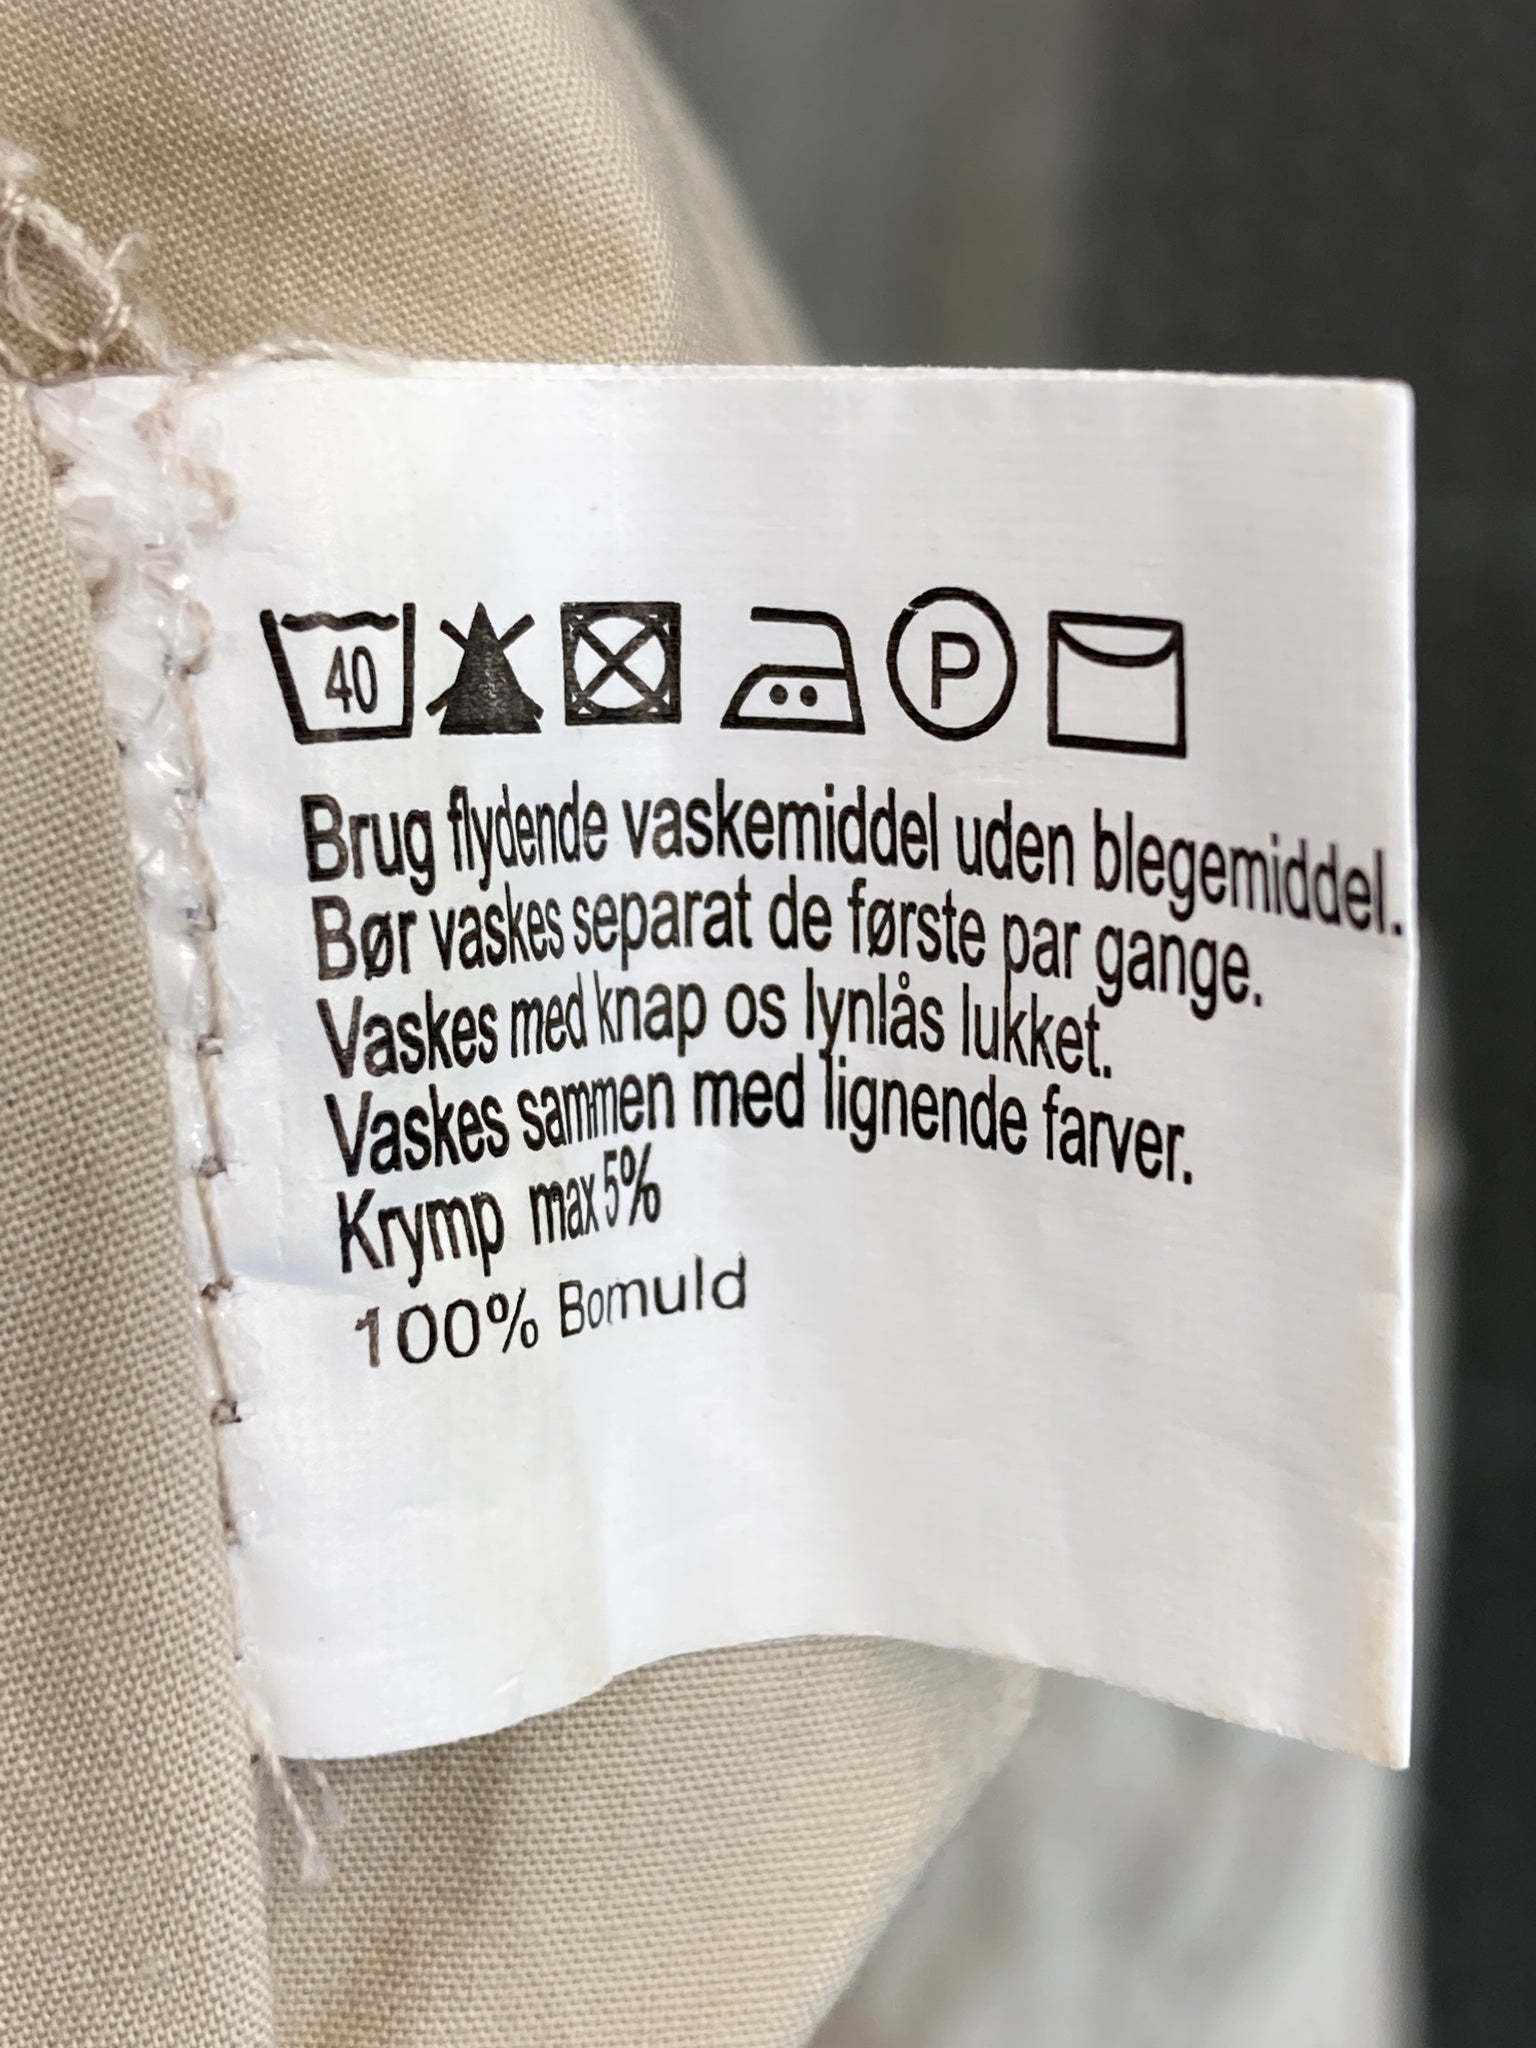 40 P
Brug flydende vaskemiddel uden blegemiddel.
Bør vaskes separat de første par gange.
Vaskes med knap os lynlås lukket.
Vaskes sammen med lignende farver.
Krymp max 5%
100% Bomuld